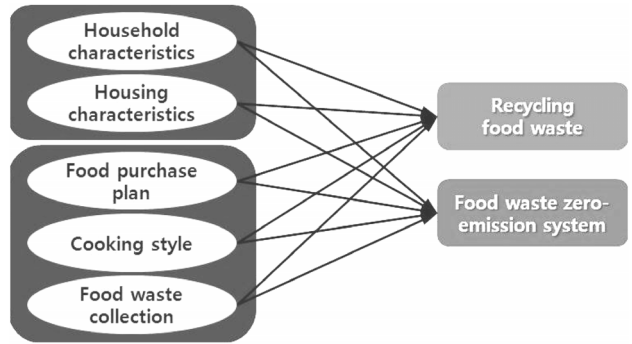 Household
characteristics
Housing
characteristics
Food purchase
plan
Cooking style
Food waste
collection
Recycling
food waste
Food waste zero-
emission system